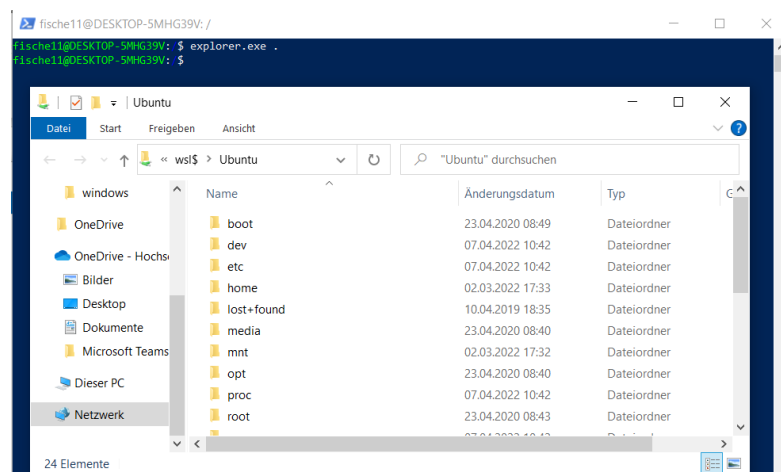 fische11@DESKTOP-5MHG39V: /
fische11@DESKTOP-5MHG39V: $ explorer.exe .
fische11@DESKTOP-5MHG39V: $
Ubuntu
Datei Start Freigeben Ansicht
« wsl$ > Ubuntu "Ubuntu" durchsuchen
Name Änderungsdatum Typ
windows
OneDrive
OneDrive - Hochs
Bilder
Desktop
Dokumente
Microsoft Teams
Dieser PC
Netzwerk
boot 23.04.2020 08:49 Dateiordner
dev 07.04.2022 10:42 Dateiordner
etc 07.04.2022 10:42 Dateiordner
home 02.03.2022 17:33 Dateiordner
lost+found 10.04.2019 18:35 Dateiordner
media 23.04.2020 08:40 Dateiordner
mnt 02.03.2022 17:32 Dateiordner
opt 23.04.2020 08:40 Dateiordner
proc 07.04.2022 10:42 Dateiordner
root 23.04.2020 08:43 Dateiordner
24 Elemente